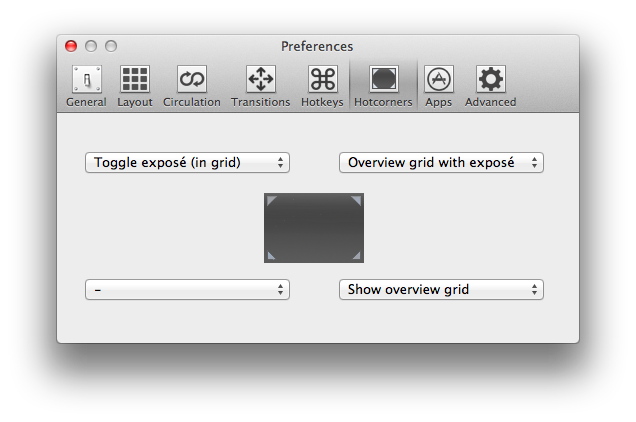 Preferences
General Layout Circulation Transitions Hotkeys Hotcorners Apps Advanced
Toggle exposé (in grid) Overview grid with exposé
– Show overview grid